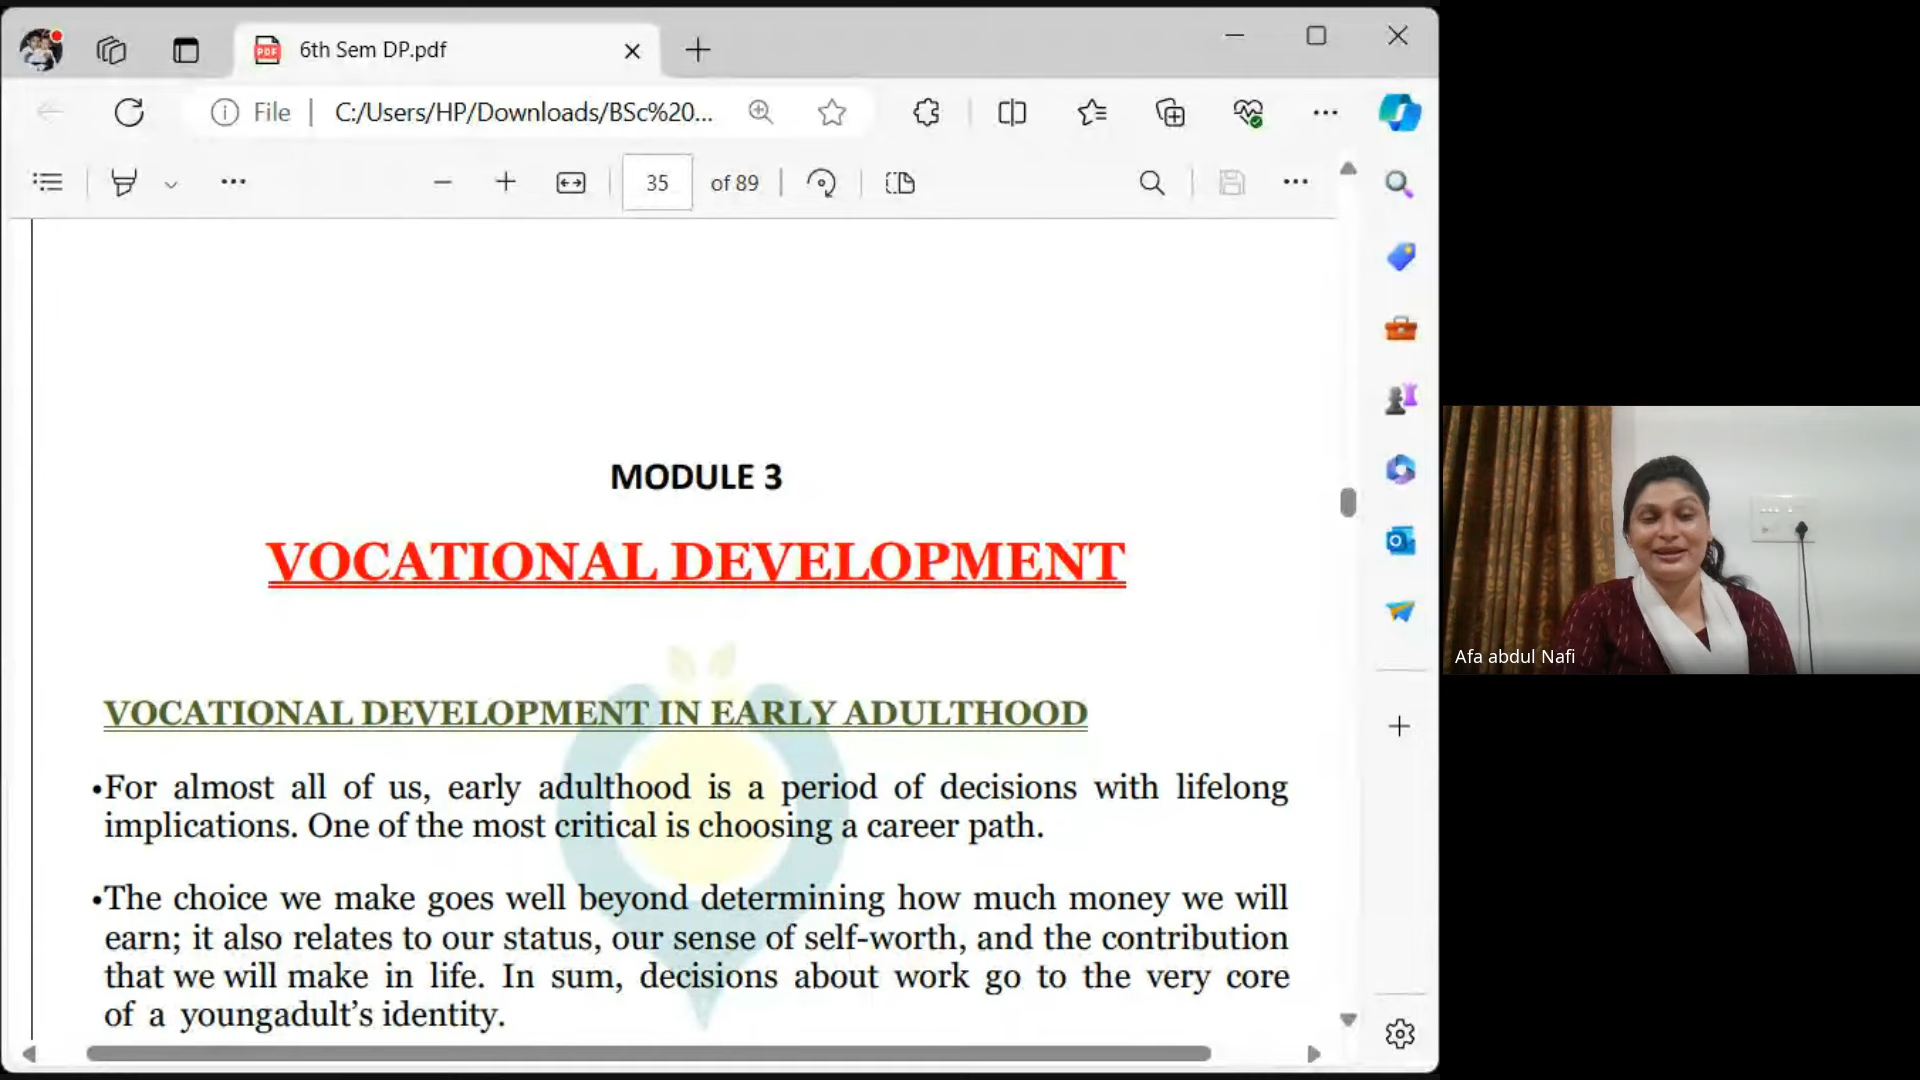 6th Sem DP.pdf
File
C:/Users/HP/Downloads/BSc%20...
35 of 89
MODULE 3
VOCATIONAL DEVELOPMENT
VOCATIONAL DEVELOPMENT IN EARLY ADULTHOOD
•For almost all of us, early adulthood is a period of decisions with lifelong
implications. One of the most critical is choosing a career path.
•The choice we make goes well beyond determining how much money we will
earn; it also relates to our status, our sense of self-worth, and the contribution
that we will make in life. In sum, decisions about work go to the very core
of a youngadult’s identity.
Afa abdul Nafi